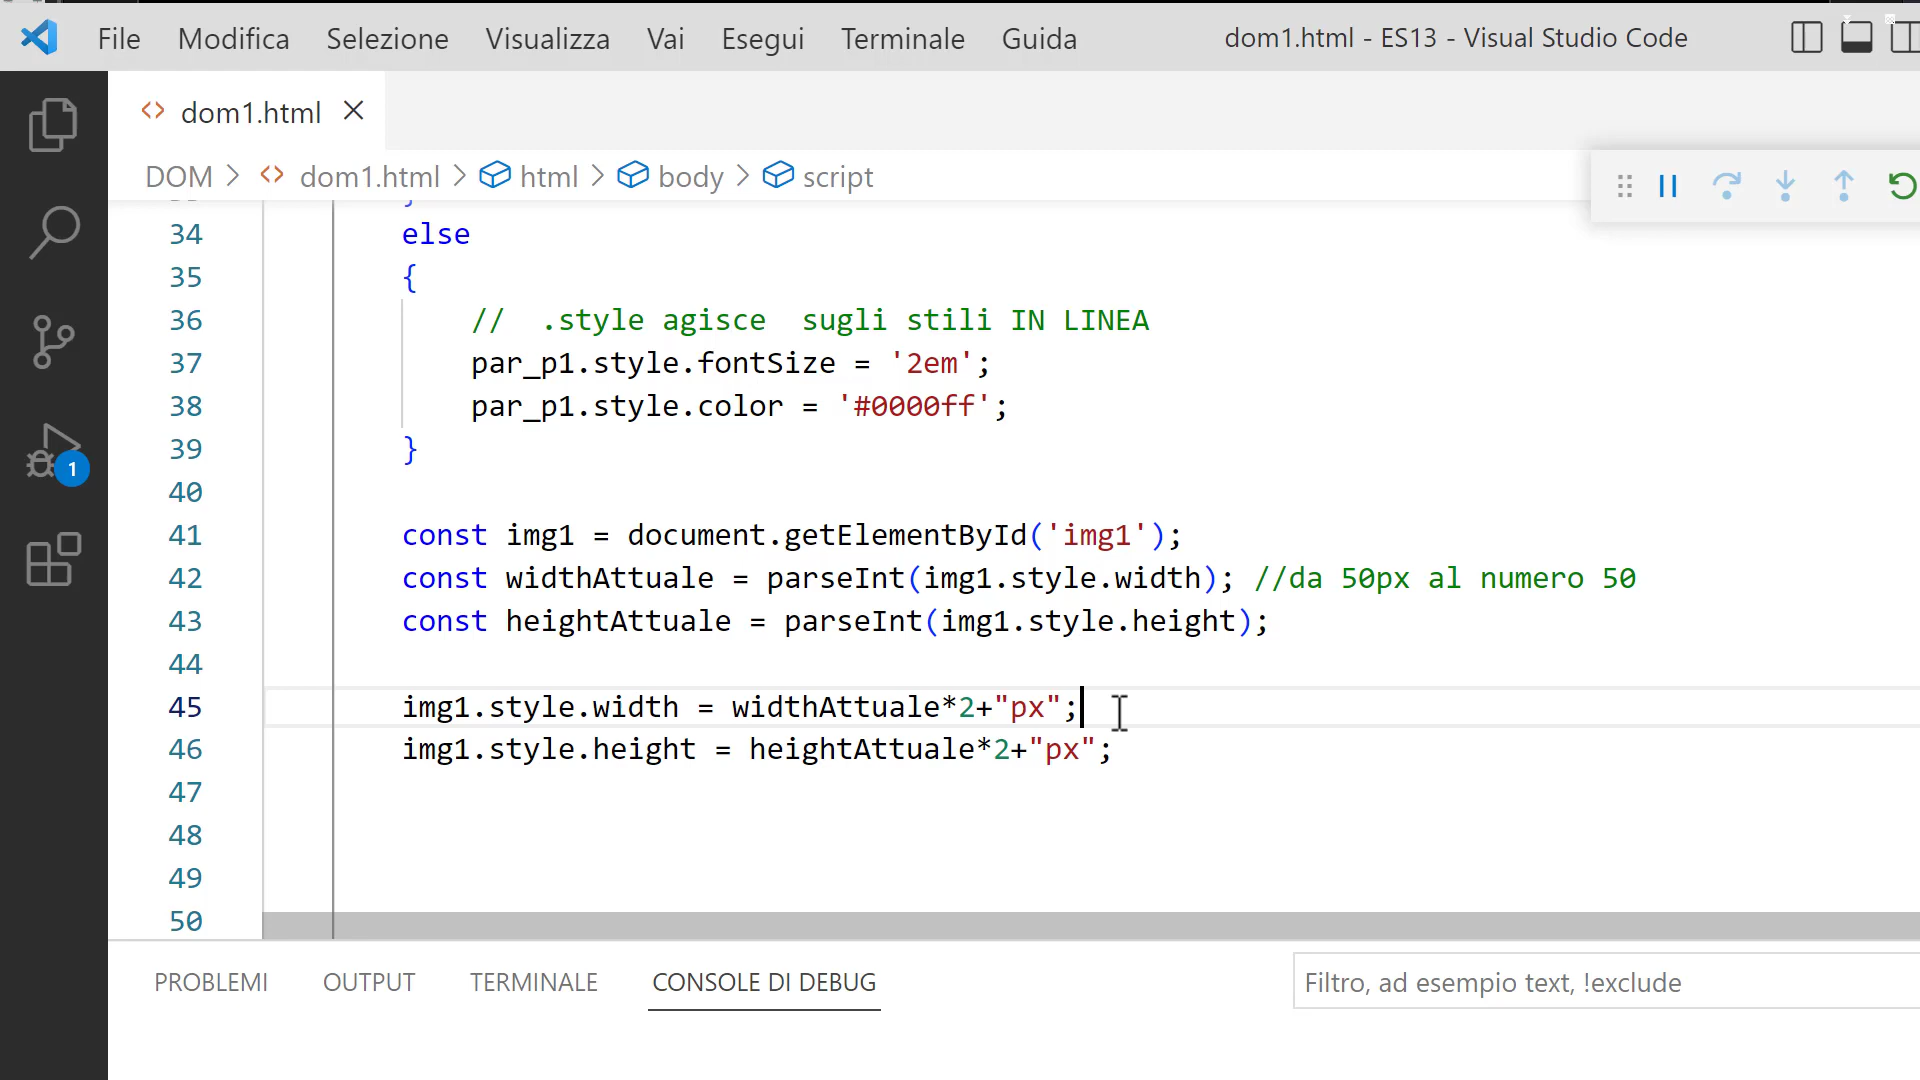 File Modifica Selezione Visualizza Vai Esegui Terminale Guida dom1.html - ES13 - Visual Studio Code
dom1.html
DOM dom1.html html body script
34 else
35 {
36 // .style agisce sugli stili IN LINEA
37 par_p1.style.fontSize = '2em';
38 par_p1.style.color = '#0000ff';
39 }
40
41 const img1 = document.getElementById('img1');
42 const widthAttuale = parseInt(img1.style.width); //da 50px al numero 50
43 const heightAttuale = parseInt(img1.style.height);
44
45 img1.style.width = widthAttuale*2+"px";
46 img1.style.height = heightAttuale*2+"px";
47
48
49
50
1
PROBLEMI OUTPUT TERMINALE CONSOLE DI DEBUG Filtro, ad esempio text, !exclude